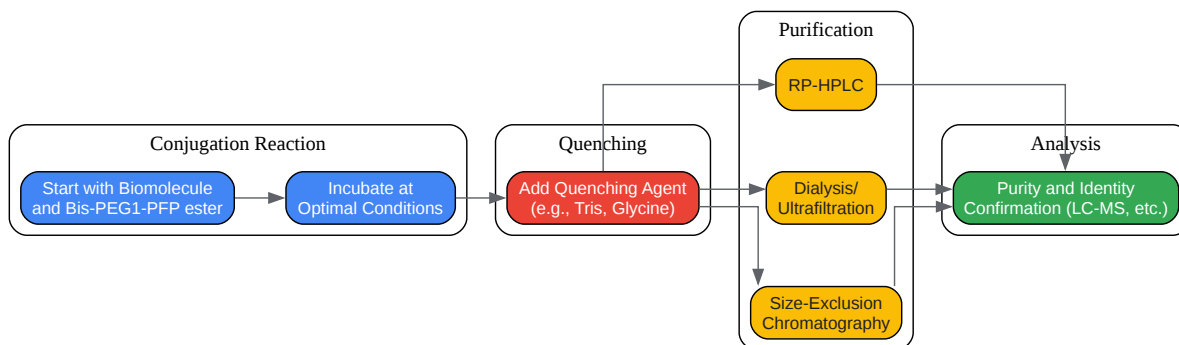 Conjugation Reaction
Start with Biomolecule
and Bis-PEG1-PFP ester
Incubate at
Optimal Conditions
Quenching
Add Quenching Agent
(e.g., Tris, Glycine)
Purification
RP-HPLC
Dialysis/
Ultrafiltration
Size-Exclusion
Chromatography
Analysis
Purity and Identity
Confirmation (LC-MS, etc.)